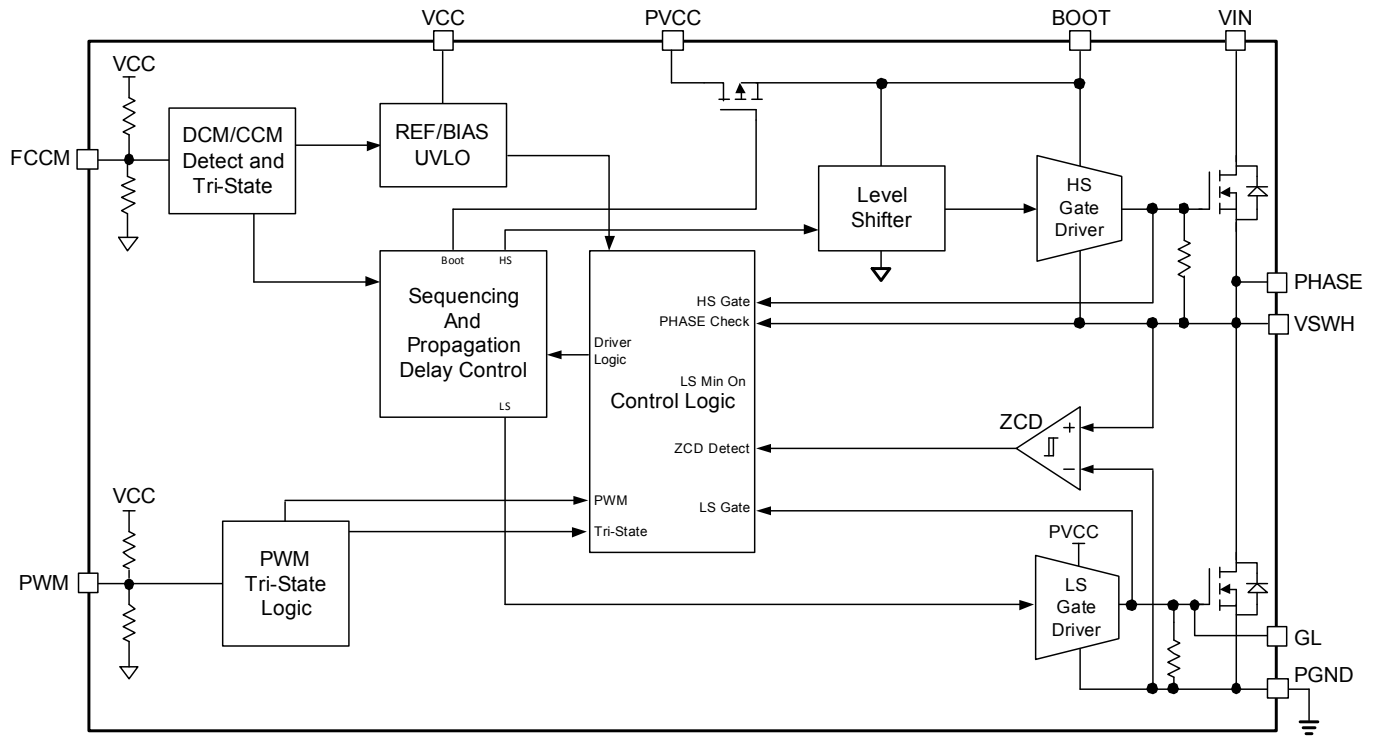 VCC
PVCC
BOOT
VIN
VCC
FCCM
DCM/CCM
Detect and
Tri-State
REF/BIAS
UVLO
Level
Shifter
HS
Gate
Driver
Boot
HS
Sequencing
And
Propagation
Delay Control
LS
HS Gate
PHASE Check
Driver
Logic
LS Min On
Control Logic
ZCD Detect
PWM
LS Gate
Tri-State
PHASE
VSWH
ZCD
+
−
VCC
PWM
PWM
Tri-State
Logic
PVCC
LS
Gate
Driver
GL
PGND